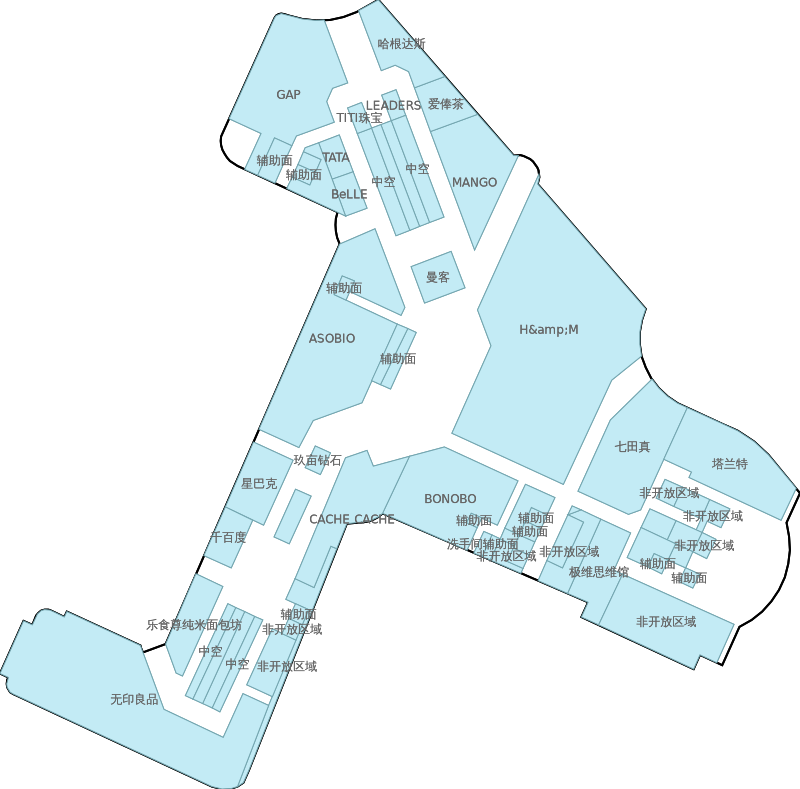 哈根达斯
GAP
LEADERS
爱俸茶
TITI珠宝
辅助面
TATA
辅助面
中空
中空
MANGO
BeLLE
曼客
辅助面
H&amp;M
ASOBIO
辅助面
七田真
玖亩钻石
塔兰特
星巴克
BONOBO
非开放区域
CACHE CACHE
辅助面
辅助面
非开放区域
辅助面
千百度
洗手间
辅助面
非开放区域
非开放区域
非开放区域
辅助面
极维思维馆
辅助面
辅助面
乐食尊纯米面包坊
非开放区域
非开放区域
中空
中空
非开放区域
无印良品